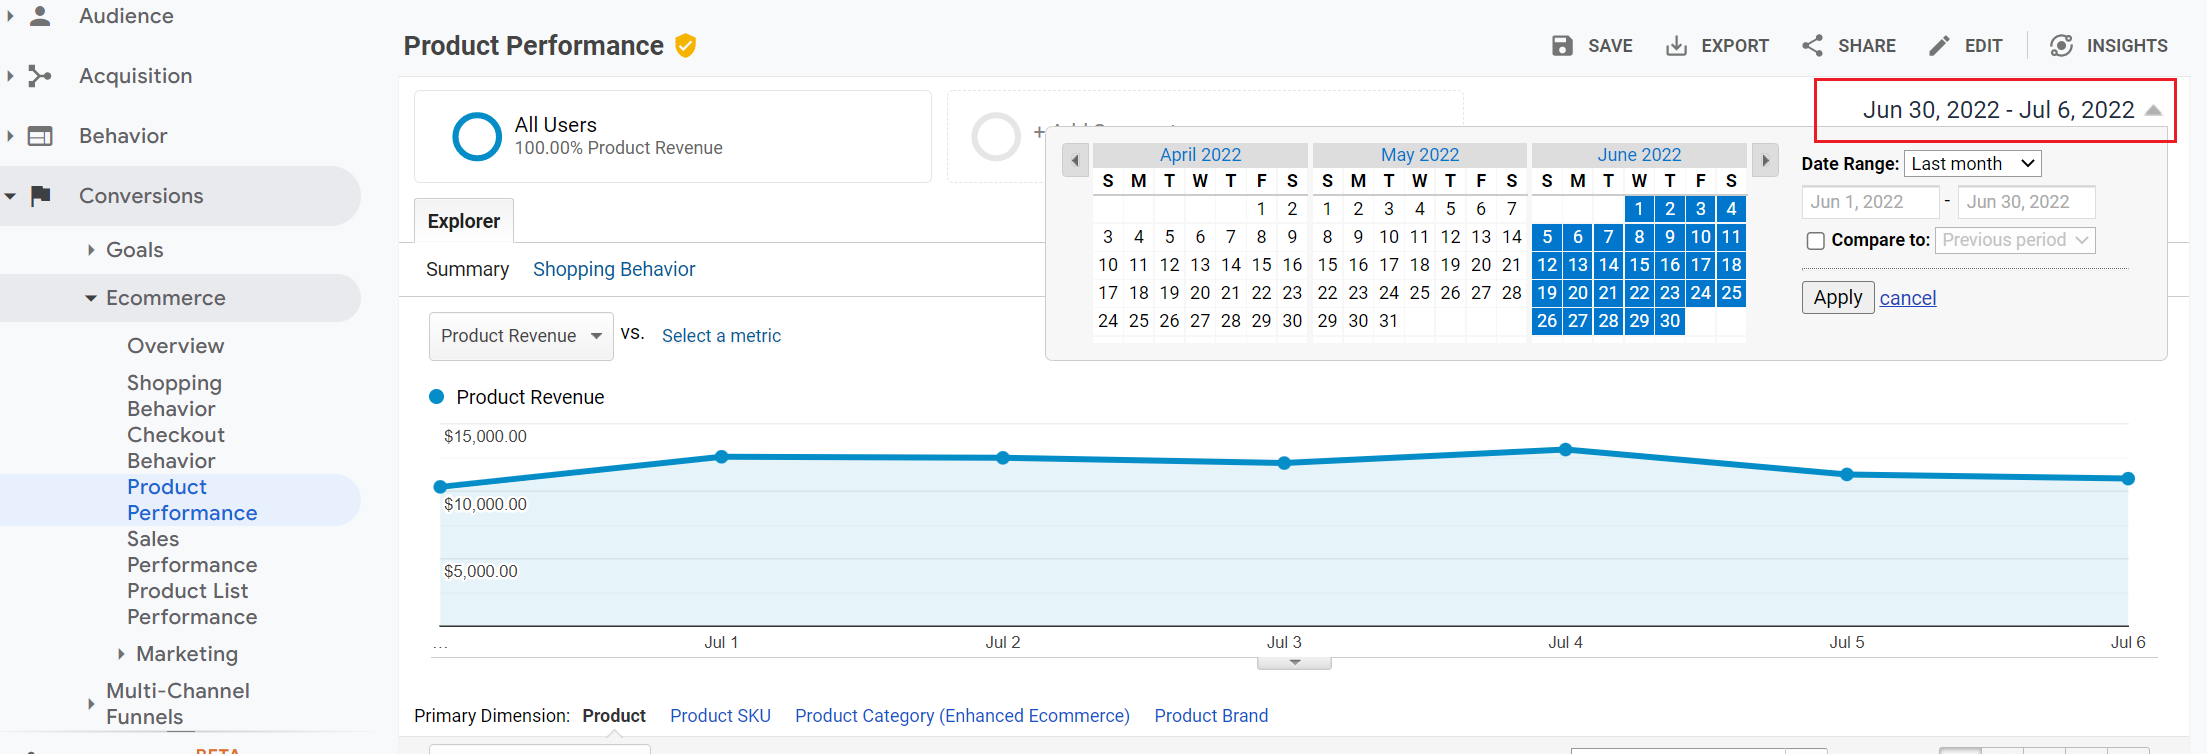 Audience
Acquisition
Behavior
Conversions
Goals
Ecommerce
Overview
Shopping
Behavior
Checkout
Behavior
Product
Performance
Sales
Performance
Product List
Performance
Marketing
Multi-Channel
Funnels
BETA
Product Performance
SAVE EXPORT SHARE EDIT INSIGHTS
All Users
100.00% Product Revenue
Jun 30, 2022 - Jul 6, 2022
April 2022 May 2022 June 2022
S M T W T F S S M T W T F S S M T W T F S
1 2 1 2 3 4 5 6 7 1 2 3 4
3 4 5 6 7 8 9 8 9 10 11 12 13 14 5 6 7 8 9 10 11
10 11 12 13 14 15 16 15 16 17 18 19 20 21 12 13 14 15 16 17 18
17 18 19 20 21 22 23 22 23 24 25 26 27 28 19 20 21 22 23 24 25
24 25 26 27 28 29 30 29 30 31 26 27 28 29 30
Date Range: Last month
Jun 1, 2022 - Jun 30, 2022
Compare to: Previous period
Apply cancel
Explorer
Summary Shopping Behavior
Product Revenue vs. Select a metric
Product Revenue
$15,000.00
$10,000.00
$5,000.00
... Jul 1 Jul 2 Jul 3 Jul 4 Jul 5 Jul 6
Primary Dimension: Product Product SKU Product Category (Enhanced Ecommerce) Product Brand